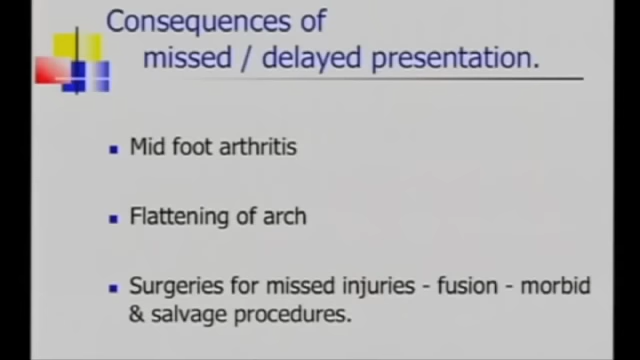 Consequences of
missed / delayed presentation.
Mid foot arthritis
Flattening of arch
Surgeries for missed injuries - fusion - morbid
& salvage procedures.